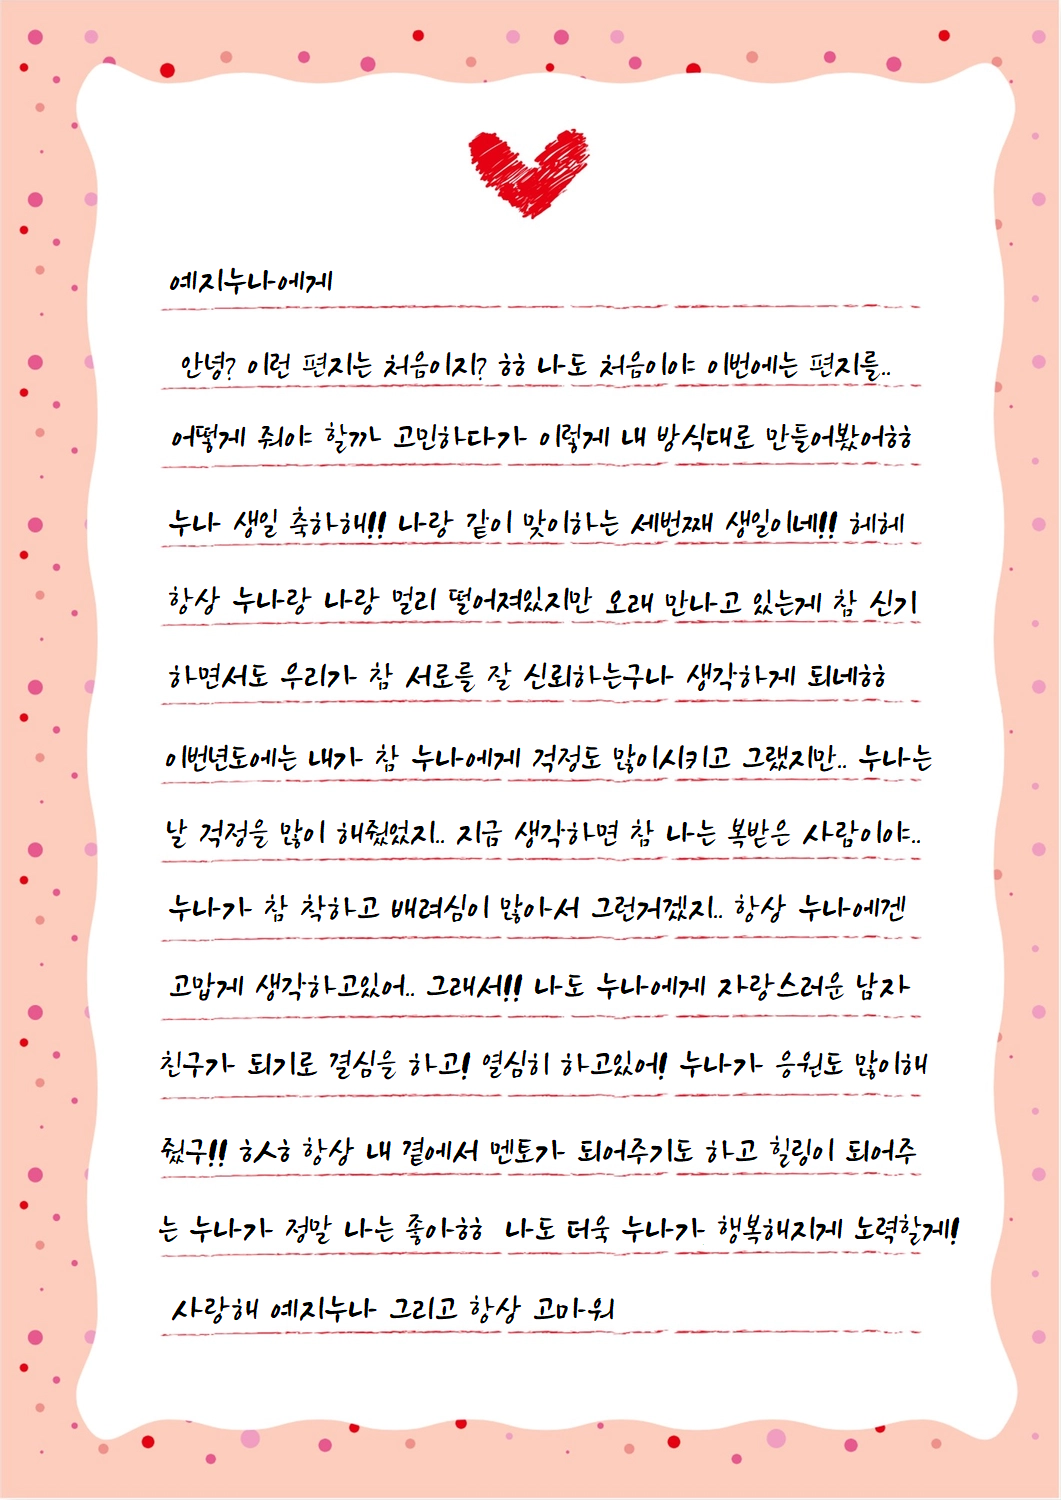 예지누나에게
안녕? 이런 편지는 처음이지? ㅎㅎ 나도 처음이야 이번에는 편지를..
어떻게 줘야 할까 고민하다가 이렇게 내 방식대로 만들어봤어ㅎㅎ
누나 생일 축하해!! 나랑 같이 맞이하는 세번째 생일이네!! 헤헤
항상 누나랑 나랑 멀리 떨어져있지만 오래 만나고 있는게 참 신기
하면서도 우리가 참 서로를 잘 신뢰하는구나 생각하게 되네ㅎㅎ
이번년도에는 내가 참 누나에게 걱정도 많이시키고 그랬지만.. 누나는
날 걱정을 많이 해줬었지.. 지금 생각하면 참 나는 복받은 사람이야..
누나가 참 착하고 배려심이 많아서 그런거겠지.. 항상 누나에겐
고맙게 생각하고있어.. 그래서!! 나도 누나에게 자랑스러운 남자
친구가 되기로 결심을 하고! 열심히 하고있어! 누나가 응원도 많이해
줬구!! ㅎㅅㅎ 항상 내 곁에서 멘토가 되어주기도 하고 힐링이 되어주
는 누나가 정말 나는 좋아ㅎㅎ 나도 더욱 누나가 행복해지게 노력할게!
사랑해 예지누나 그리고 항상 고마워